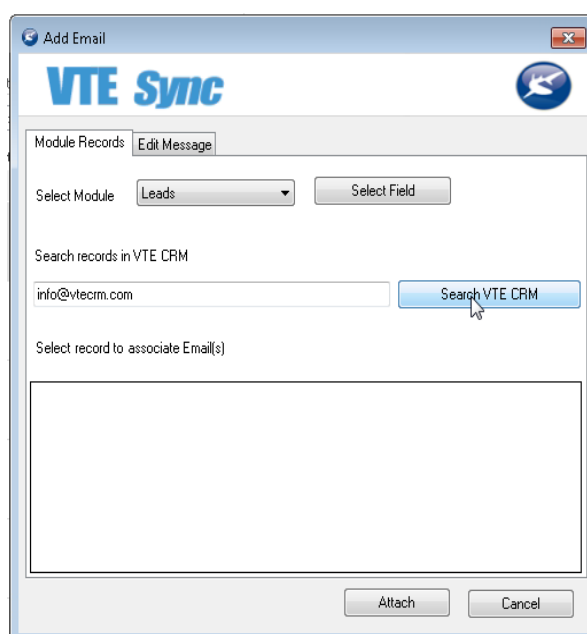 Add Email
VTE Sync
Module Records Edit Message
Select Module Leads Select Field
Search records in VTE CRM
info@vtecrm.com Search VTE CRM
Select record to associate Email(s)
Attach Cancel